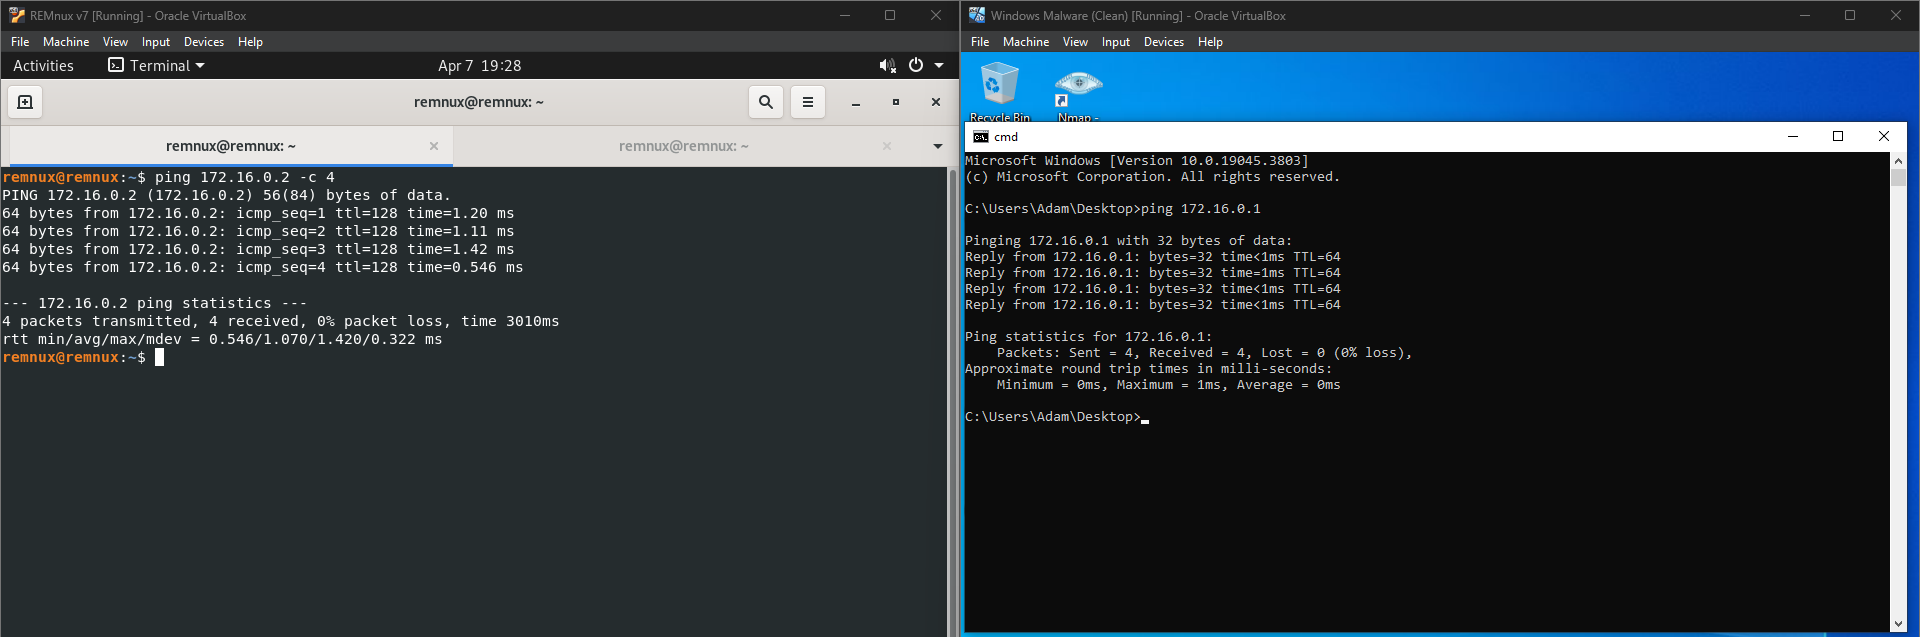 REMnux v7 [Running] - Oracle VirtualBox
File Machine View Input Devices Help
Activities Terminal Apr 7 19:28
remnux@remnux: ~
remnux@remnux: ~ remnux@remnux: ~
remnux@remnux:~$ ping 172.16.0.2 -c 4
PING 172.16.0.2 (172.16.0.2) 56(84) bytes of data.
64 bytes from 172.16.0.2: icmp_seq=1 ttl=128 time=1.20 ms
64 bytes from 172.16.0.2: icmp_seq=2 ttl=128 time=1.11 ms
64 bytes from 172.16.0.2: icmp_seq=3 ttl=128 time=1.42 ms
64 bytes from 172.16.0.2: icmp_seq=4 ttl=128 time=0.546 ms
--- 172.16.0.2 ping statistics ---
4 packets transmitted, 4 received, 0% packet loss, time 3010ms
rtt min/avg/max/mdev = 0.546/1.070/1.420/0.322 ms
remnux@remnux:~$
Windows Malware (Clean) [Running] - Oracle VirtualBox
File Machine View Input Devices Help
Recycle Bin Nmap -
cmd
Microsoft Windows [Version 10.0.19045.3803]
(c) Microsoft Corporation. All rights reserved.
C:\Users\Adam\Desktop>ping 172.16.0.1
Pinging 172.16.0.1 with 32 bytes of data:
Reply from 172.16.0.1: bytes=32 time<1ms TTL=64
Reply from 172.16.0.1: bytes=32 time=1ms TTL=64
Reply from 172.16.0.1: bytes=32 time<1ms TTL=64
Reply from 172.16.0.1: bytes=32 time<1ms TTL=64
Ping statistics for 172.16.0.1:
Packets: Sent = 4, Received = 4, Lost = 0 (0% loss),
Approximate round trip times in milli-seconds:
Minimum = 0ms, Maximum = 1ms, Average = 0ms
C:\Users\Adam\Desktop>